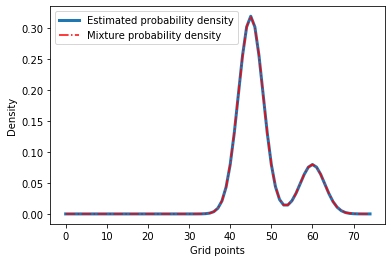 Estimated probability density
Mixture probability density
0.30
0.25
0.20
0.15
0.10
0.05
0.00
Density
0 10 20 30 40 50 60 70
Grid points